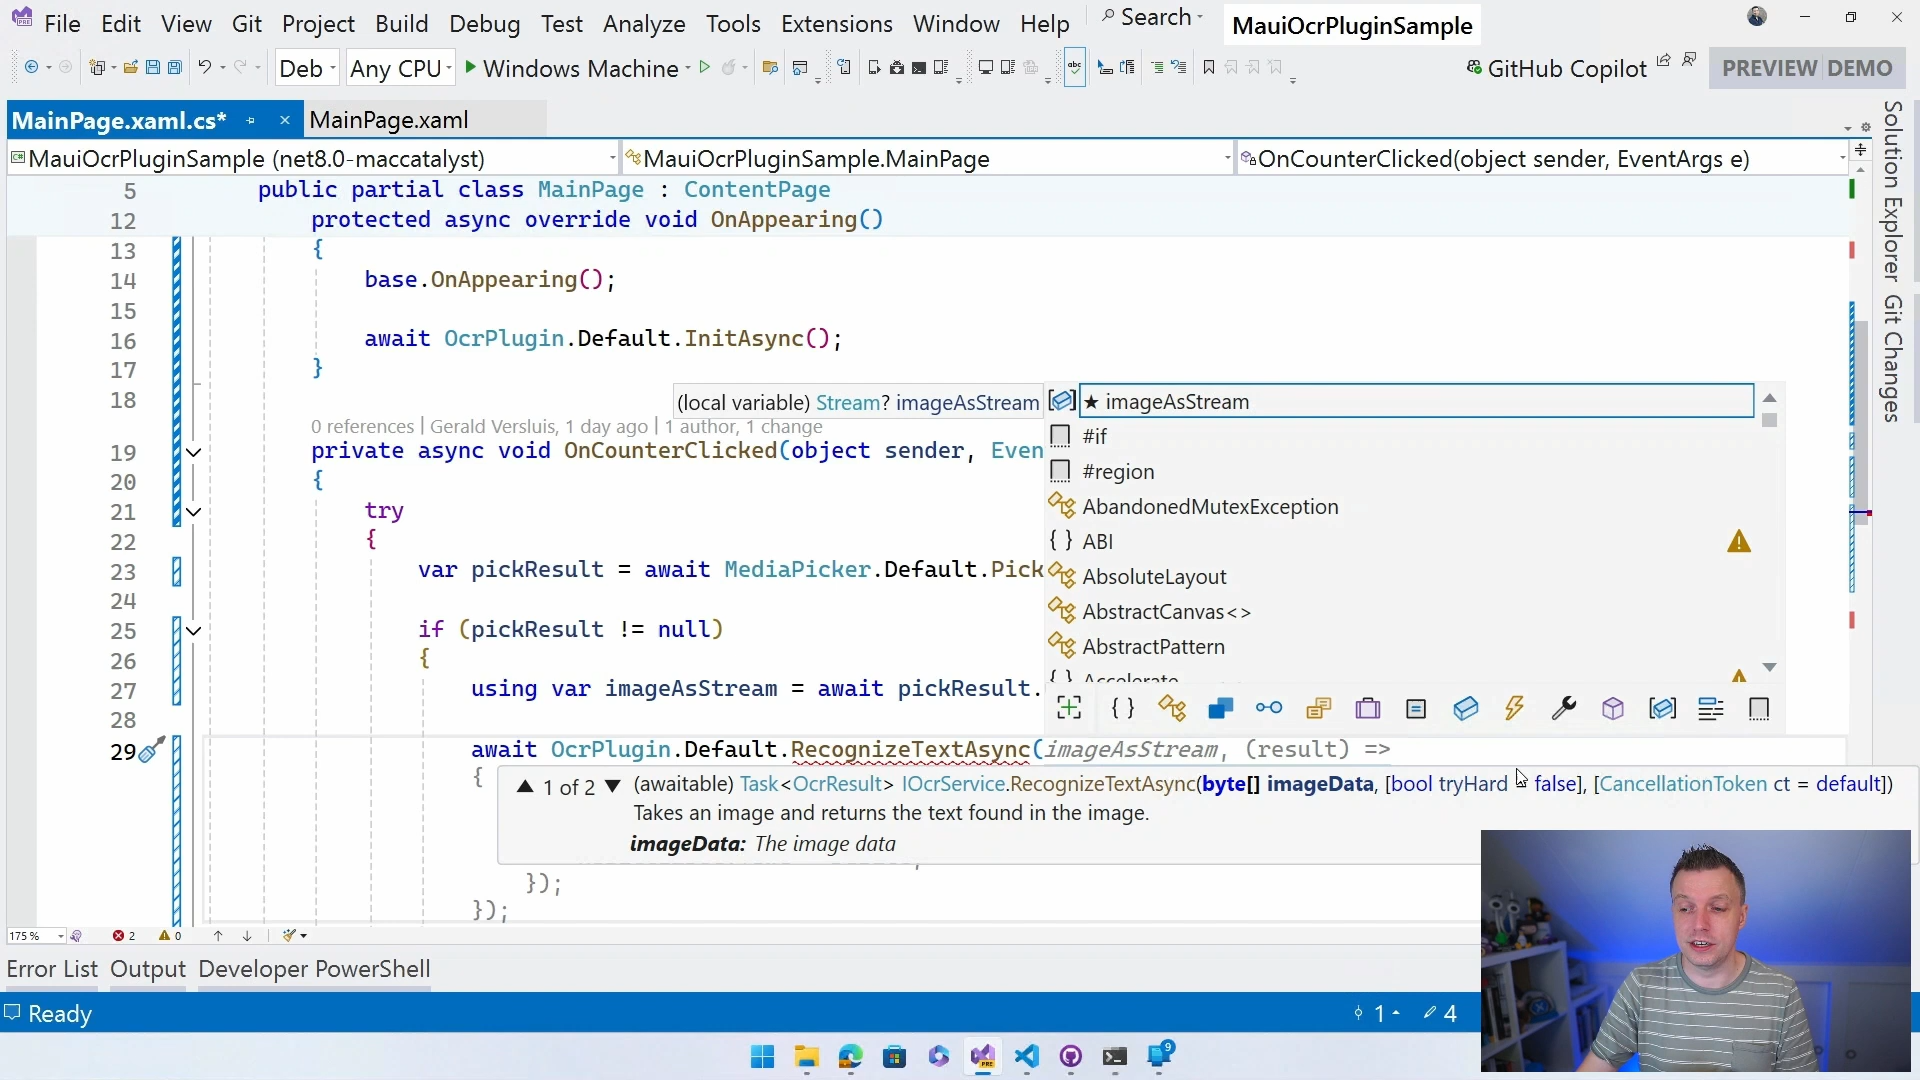 File Edit View Git Project Build Debug Test Analyze Tools Extensions Window Help Search MauiOcrPluginSample
Deb Any CPU Windows Machine abc GitHub Copilot PREVIEW DEMO
MainPage.xaml.cs* MainPage.xaml
MauiOcrPluginSample (net8.0-maccatalyst) MauiOcrPluginSample.MainPage OnCounterClicked(object sender, EventArgs e)
5 public partial class MainPage : ContentPage
12 protected async override void OnAppearing()
13 {
14 base.OnAppearing();
15
16 await OcrPlugin.Default.InitAsync();
17 }
18
(local variable) Stream? imageAsStream
0 references | Gerald Versluis, 1 day ago | 1 author, 1 change
19 private async void OnCounterClicked(object sender, Even
20 {
21 try
22 {
23 var pickResult = await MediaPicker.Default.Pick
24
25 if (pickResult != null)
26 {
27 using var imageAsStream = await pickResult.
28
29 await OcrPlugin.Default.RecognizeTextAsync(imageAsStream, (result) =>
{
★ imageAsStream
#if
#region
AbandonedMutexException
{ } ABI
AbsoluteLayout
AbstractCanvas<>
AbstractPattern
{ } Accelerate
▲ 1 of 2 ▼ (awaitable) Task<OcrResult> IOcrService.RecognizeTextAsync(byte[] imageData, [bool tryHard = false], [CancellationToken ct = default])
Takes an image and returns the text found in the image.
imageData: The image data
});
});
175 % 2 0
Error List Output Developer PowerShell
Ready 1 4
9
Solution Explorer
Git Changes